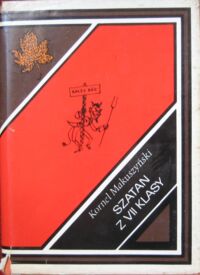 Kornel Makuszyński
SZATAN
Z VII KLASY